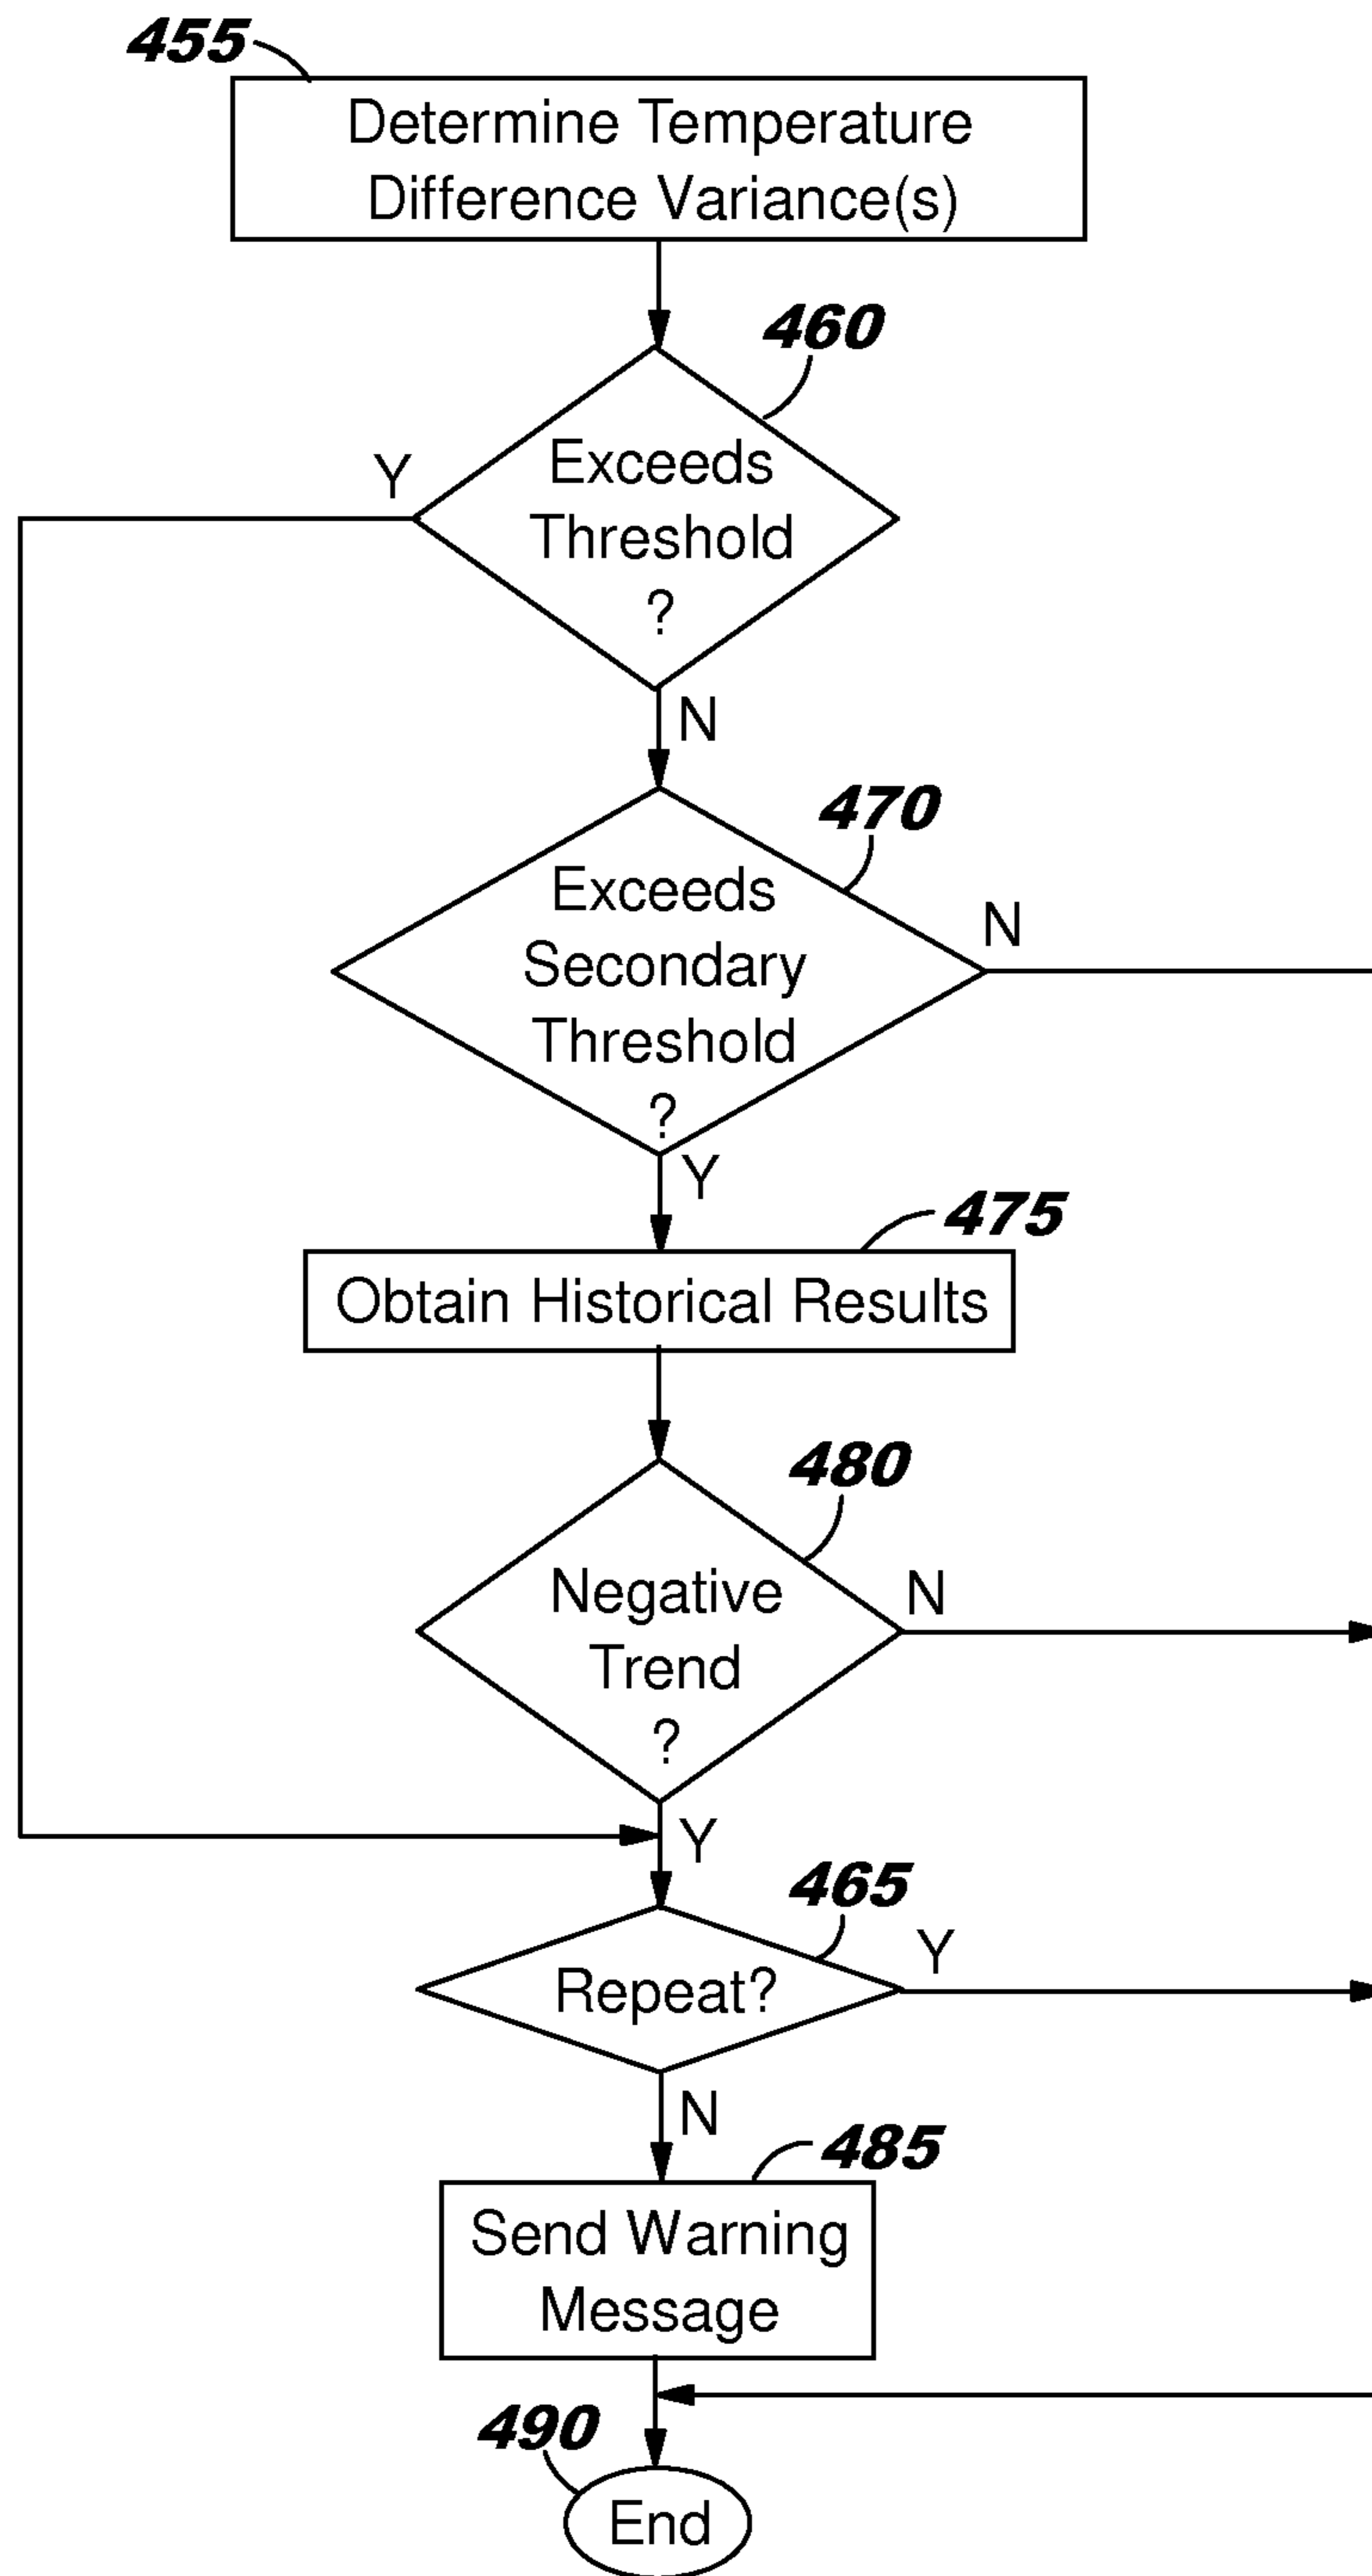 455
Determine Temperature
Difference Variance(s)
460
Y
Exceeds
Threshold
?
N
470
Exceeds
Secondary
Threshold
?
N
Y
475
Obtain Historical Results
480
Negative
Trend
?
N
Y
465
Repeat?
Y
N
485
Send Warning
Message
490
End